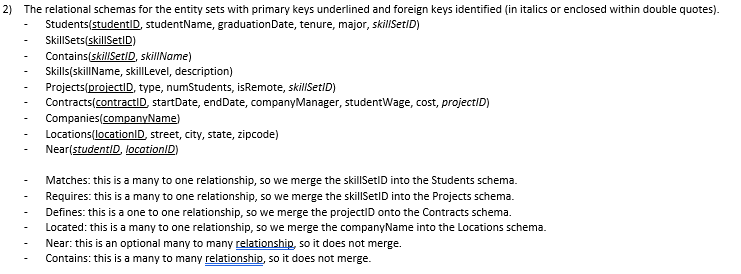 2) The relational schemas for the entity sets with primary keys underlined and foreign keys identified (in italics or enclosed within double quotes).
- Students(studentID, studentName, graduationDate, tenure, major, skillSetID)
- SkillSets(skillSetID)
- Contains(skillSetID, skillName)
- Skills(skillName, skillLevel, description)
- Projects(projectID, type, numStudents, isRemote, skillSetID)
- Contracts(contractID, startDate, endDate, companyManager, studentWage, cost, projectID)
- Companies(companyName)
- Locations(locationID, street, city, state, zipcode)
- Near(studentID, locationID)
- Matches: this is a many to one relationship, so we merge the skillSetID into the Students schema.
- Requires: this is a many to one relationship, so we merge the skillSetID into the Projects schema.
- Defines: this is a one to one relationship, so we merge the projectID onto the Contracts schema.
- Located: this is a many to one relationship, so we merge the companyName into the Locations schema.
- Near: this is an optional many to many relationship, so it does not merge.
- Contains: this is a many to many relationship, so it does not merge.